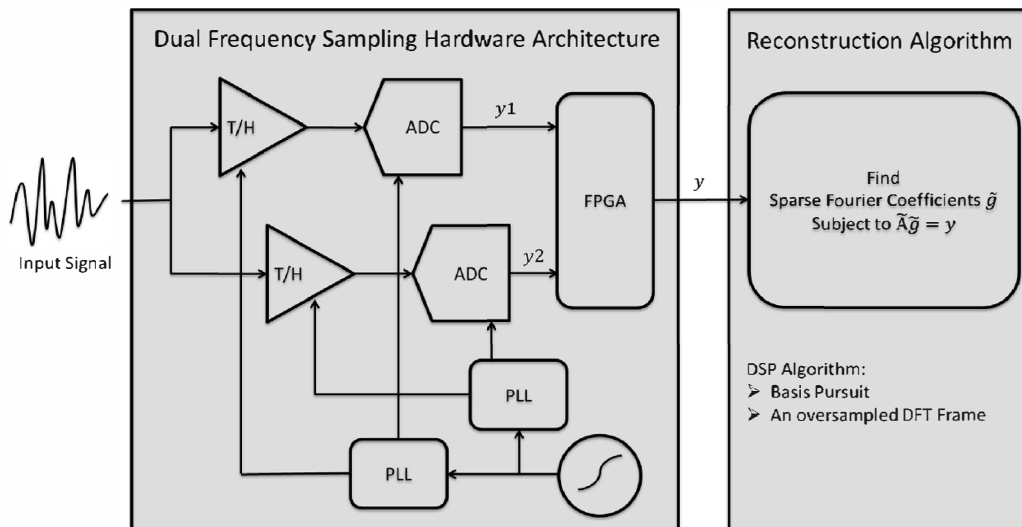 Dual Frequency Sampling Hardware Architecture
Reconstruction Algorithm
T/H
ADC
y1
FPGA
y
Input Signal
T/H
ADC
y2
PLL
PLL
Find
Sparse Fourier Coefficients g̃
Subject to Ãg̃ = y
DSP Algorithm:
➢ Basis Pursuit
➢ An oversampled DFT Frame